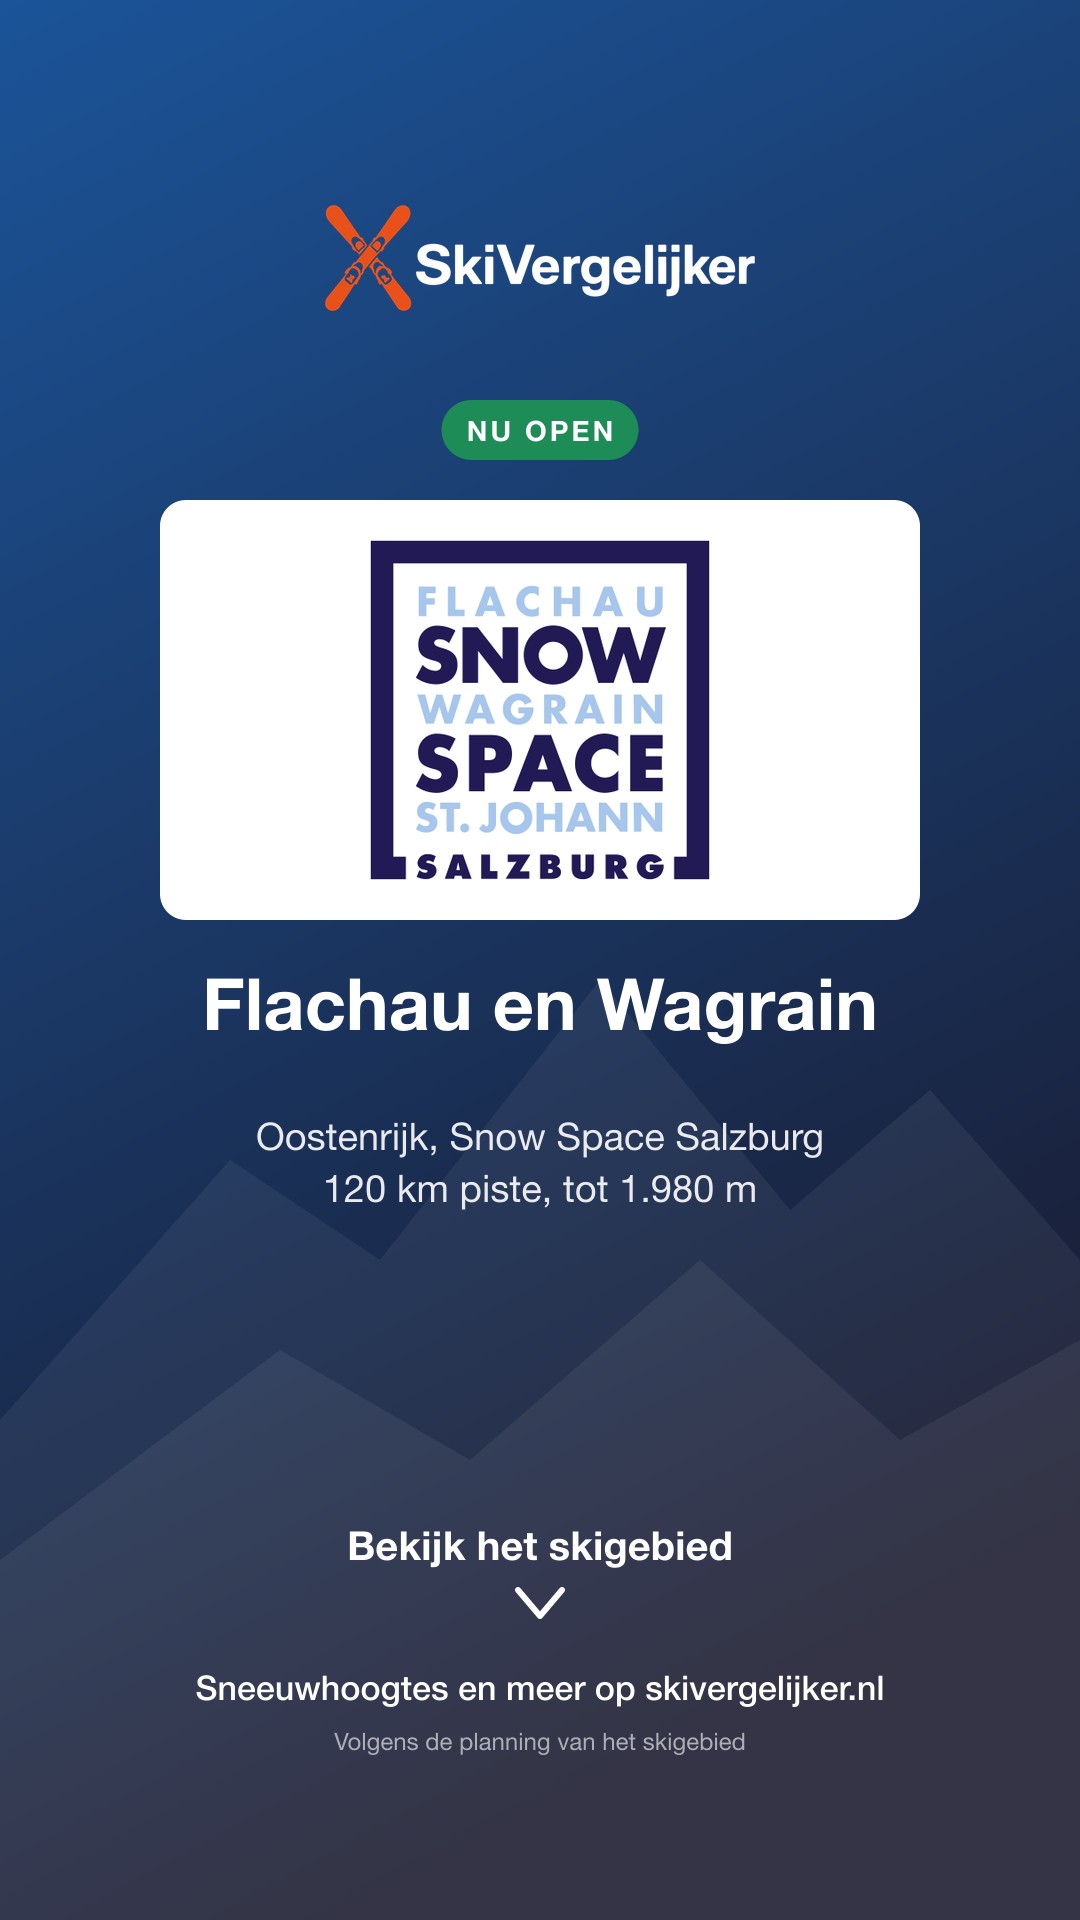 SkiVergelijker
NU OPEN
FLACHAU
SNOW
WAGRAIN
SPACE
ST. JOHANN
SALZBURG
Flachau en Wagrain
Oostenrijk, Snow Space Salzburg
120 km piste, tot 1.980 m
Bekijk het skigebied
Sneeuwhoogtes en meer op skivergelijker.nl
Volgens de planning van het skigebied